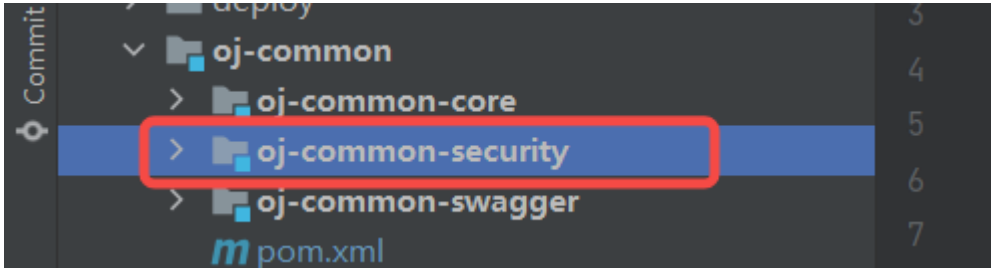 Commit
deploy
oj-common
oj-common-core
oj-common-security
oj-common-swagger
m pom.xml
3
4
5
6
7